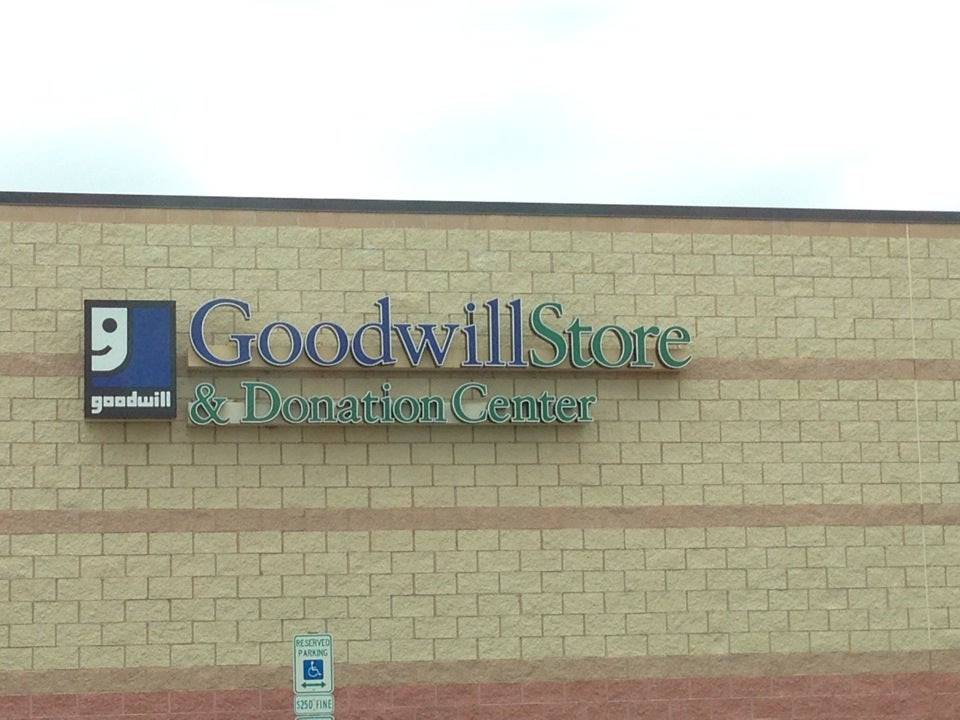 GoodwillStore
goodwill
& Donation Center
RESERVED
PARKING
$250 FINE